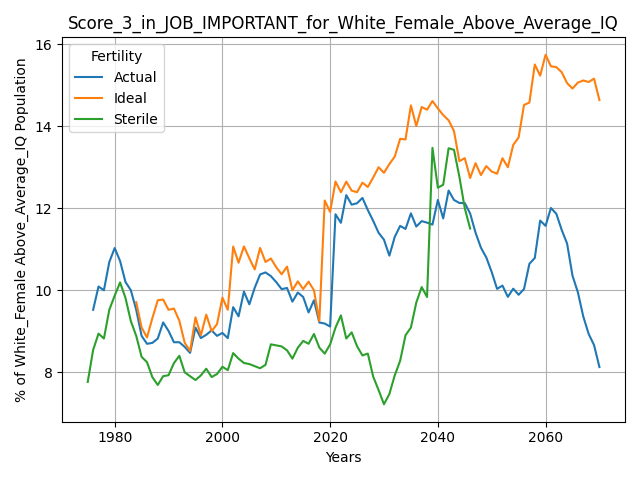 Score_3_in_JOB_IMPORTANT_for_White_Female_Above_Average_IQ
% of White_Female Above_Average_IQ Population
16
14
12
10
8
Fertility
Actual
Ideal
Sterile
1980
2000
2020
2040
2060
Years